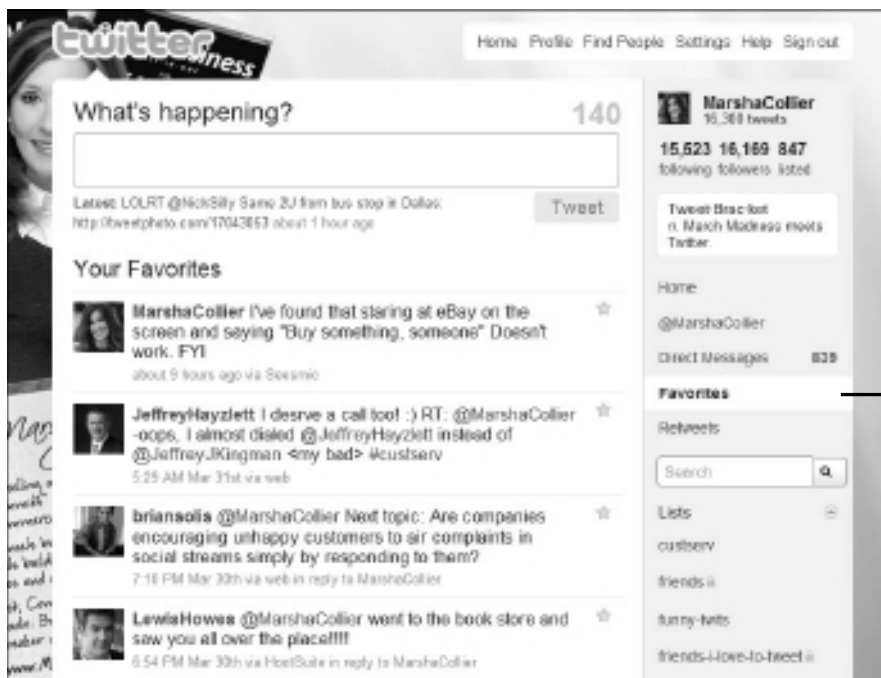 twitter
iness
Home Profile Find People Settings Help Sign out
What's happening?
140
Latest: LOLRT @NickSilly Same 2U from bus stop in Dallas:
http://tweetphoto.com/17043053 about 1 hour ago
Tweet
Your Favorites
MarshaCollier I've found that staring at eBay on the
screen and saying "Buy something, someone" Doesn't
work. FYI
about 9 hours ago via Seesmic
JeffreyHayzlett I desrve a call too! :) RT: @MarshaCollier
-oops, I almost dialed @JeffreyHayzlett instead of
@JeffreyJKingman <my bad> #custserv
5:29 AM Mar 31st via web
briansolis @MarshaCollier Next topic: Are companies
encouraging unhappy customers to air complaints in
social streams simply by responding to them?
7:18 PM Mar 30th via web in reply to MarshaCollier
LewisHowes @MarshaCollier went to the book store and
saw you all over the place!!!!
6:54 PM Mar 30th via HootSuite in reply to MarshaCollier
MarshaCollier
16,300 tweets
15,523 16,169 847
following followers listed
Tweet Brac·ket
n. March Madness meets
Twitter.
Home
@MarshaCollier
Direct Messages 839
Favorites
Retweets
Search
Lists
custserv
friends
funny-twits
friends-i-love-to-tweet